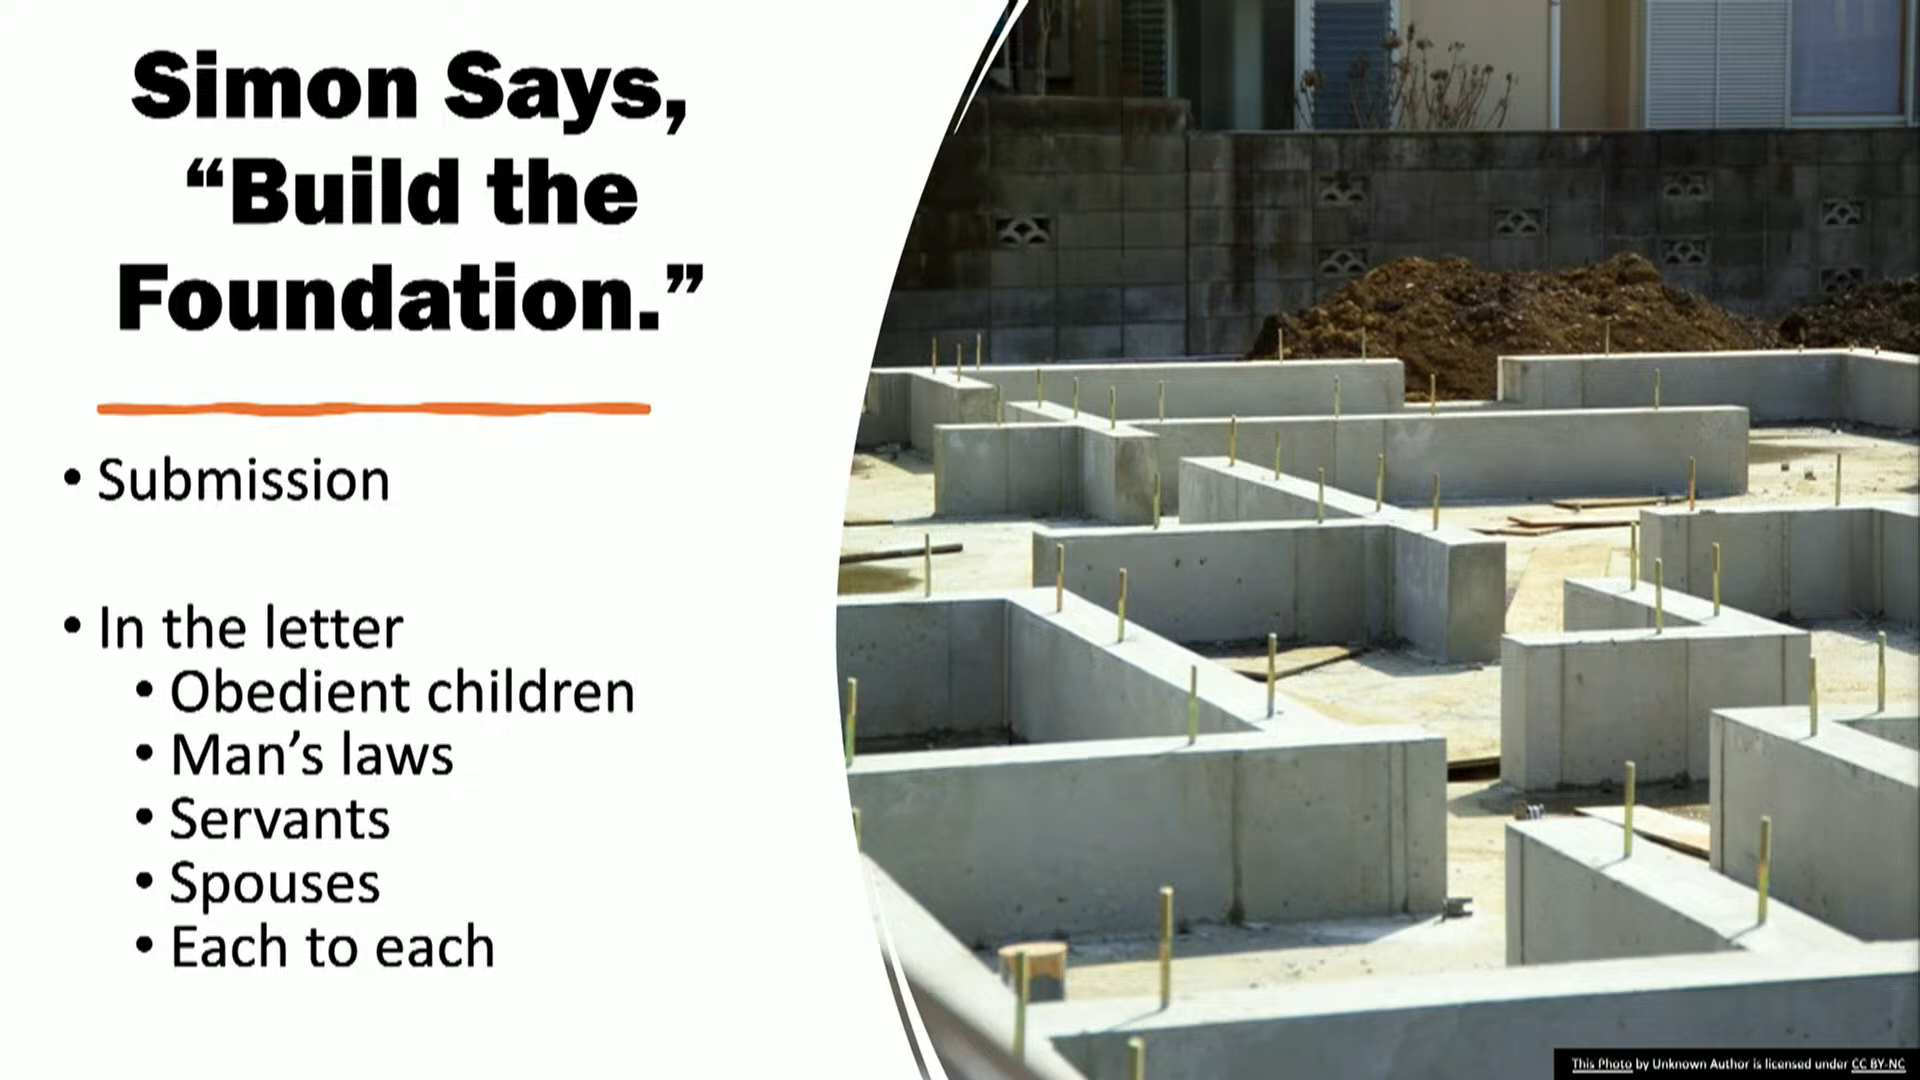 Simon Says,
“Build the
Foundation.”
• Submission
• In the letter
• Obedient children
• Man’s laws
• Servants
• Spouses
• Each to each
This Photo by Unknown Author is licensed under CC BY-NC